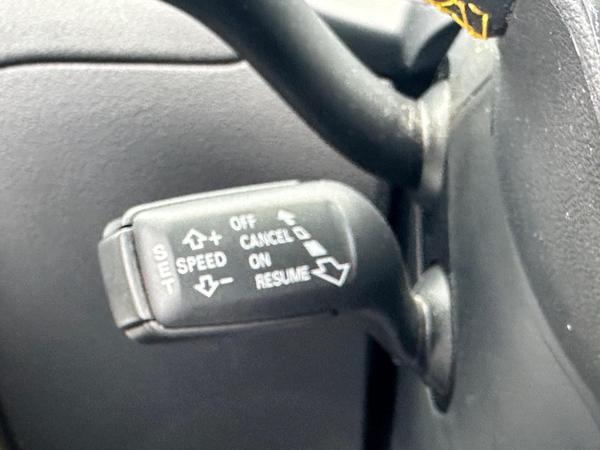 SET
+
SPEED
-
OFF
CANCEL
ON
RESUME